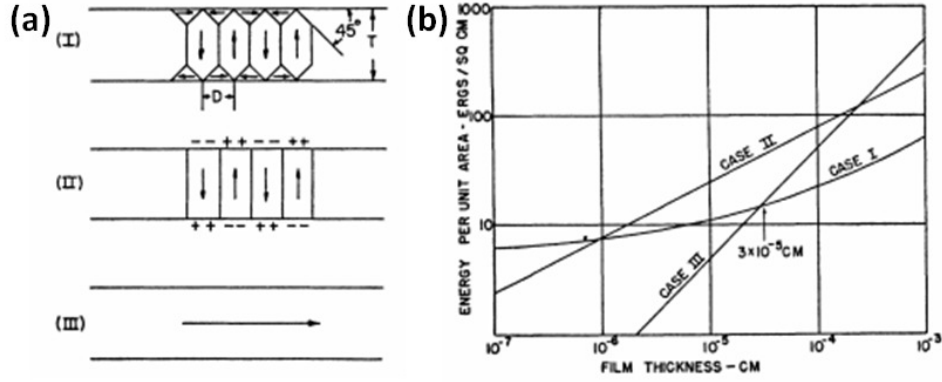 (a)
(I)
45°
T
D
-- ++ -- ++
(II)
++ -- ++ --
(III)
(b)
ENERGY PER UNIT AREA - ERGS / SQ CM
1000
100
10
CASE II
CASE I
CASE III
3×10⁻⁵CM
10⁻⁷ 10⁻⁶ 10⁻⁵ 10⁻⁴ 10⁻³
FILM THICKNESS – CM